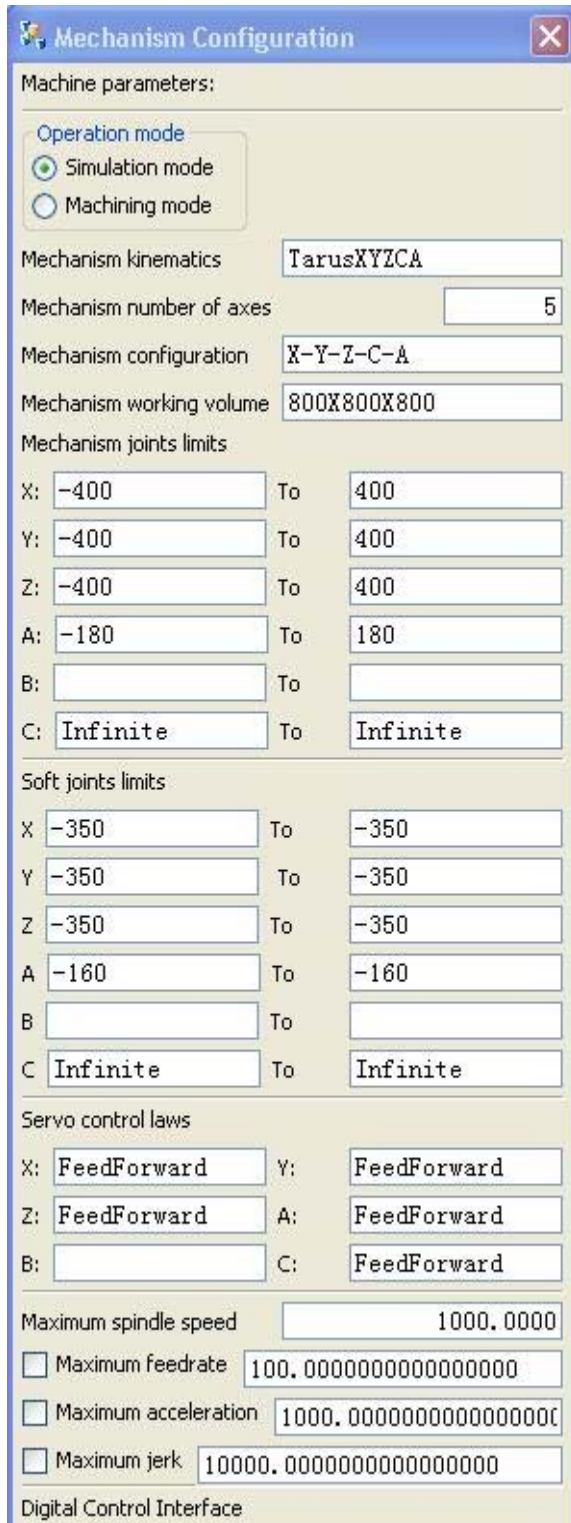 Mechanism Configuration
Machine parameters:
Operation mode
Simulation mode
Machining mode
Mechanism kinematics TarusXYZCA
Mechanism number of axes 5
Mechanism configuration X-Y-Z-C-A
Mechanism working volume 800X800X800
Mechanism joints limits
X: -400 To 400
Y: -400 To 400
Z: -400 To 400
A: -180 To 180
B: To
C: Infinite To Infinite
Soft joints limits
X -350 To -350
Y -350 To -350
Z -350 To -350
A -160 To -160
B To
C Infinite To Infinite
Servo control laws
X: FeedForward Y: FeedForward
Z: FeedForward A: FeedForward
B: C: FeedForward
Maximum spindle speed 1000.0000
Maximum feedrate 100.0000000000000000
Maximum acceleration 1000.0000000000000000
Maximum jerk 10000.0000000000000000
Digital Control Interface